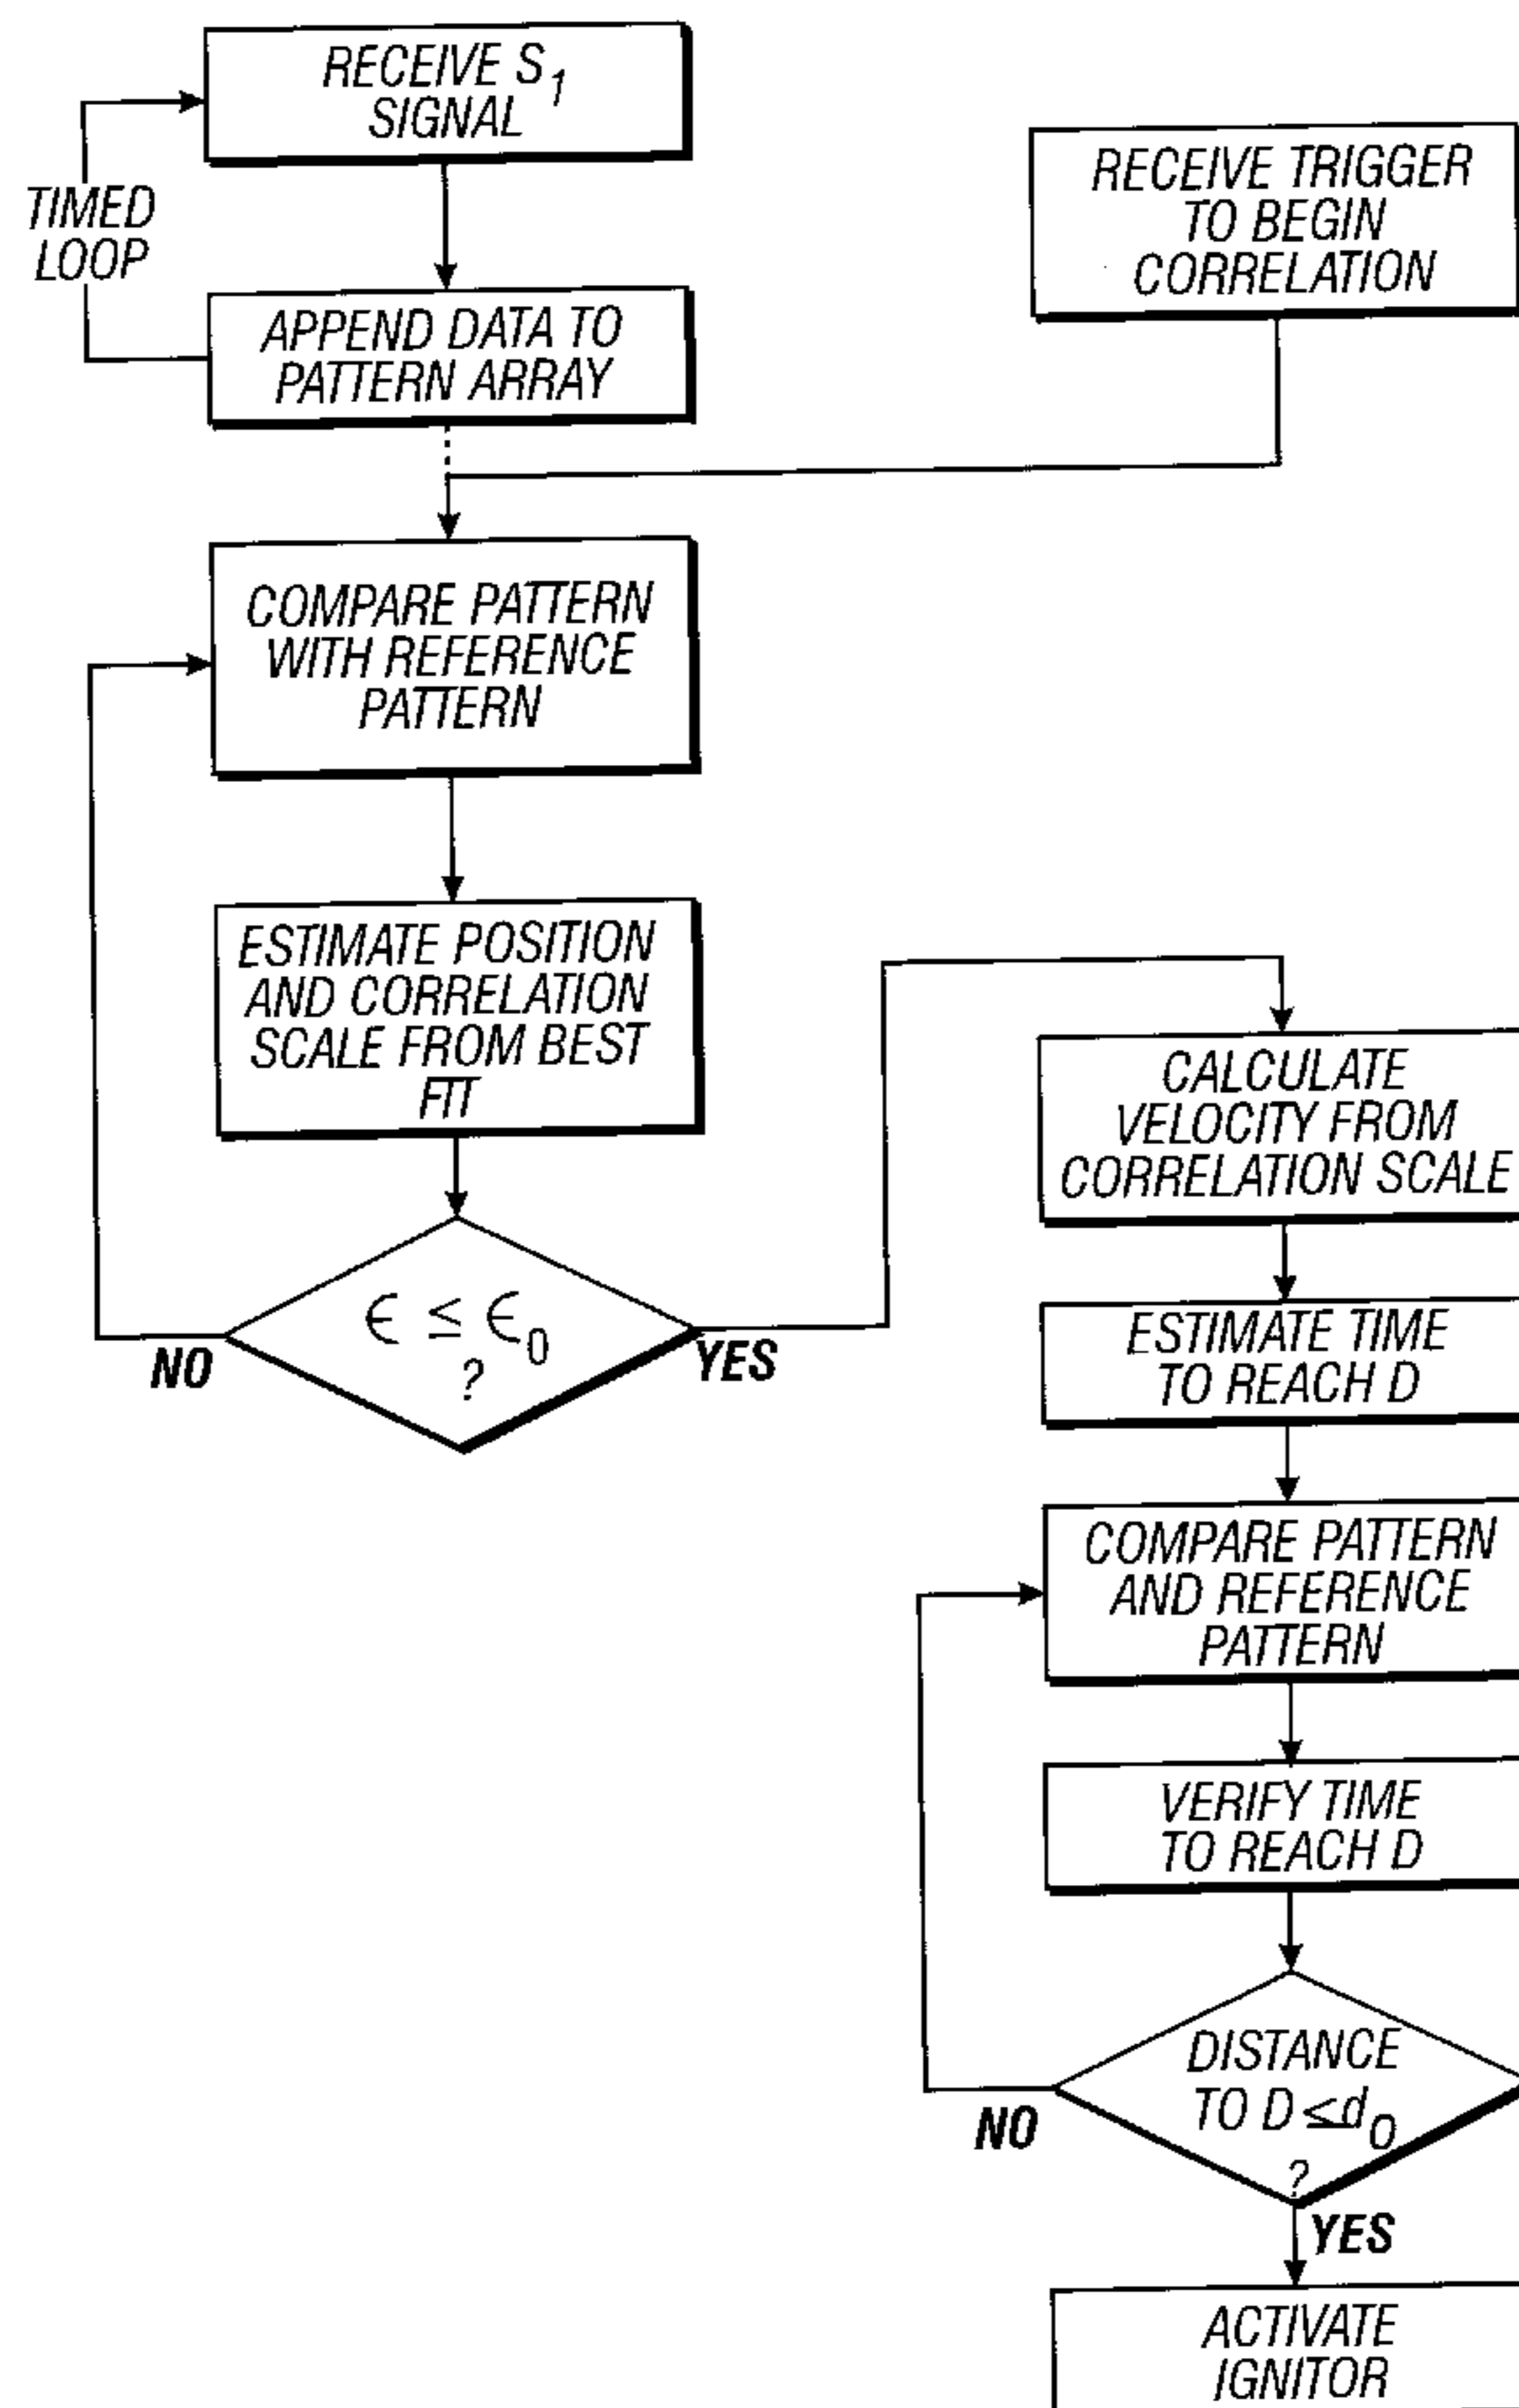 RECEIVE S1
SIGNAL
TIMED
LOOP
APPEND DATA TO
PATTERN ARRAY
RECEIVE TRIGGER
TO BEGIN
CORRELATION
COMPARE PATTERN
WITH REFERENCE
PATTERN
ESTIMATE POSITION
AND CORRELATION
SCALE FROM BEST
FIT
ϵ ≤ ϵ0
?
NO
YES
CALCULATE
VELOCITY FROM
CORRELATION SCALE
ESTIMATE TIME
TO REACH D
COMPARE PATTERN
AND REFERENCE
PATTERN
VERIFY TIME
TO REACH D
DISTANCE
TO D ≤ d0
?
NO
YES
ACTIVATE
IGNITOR